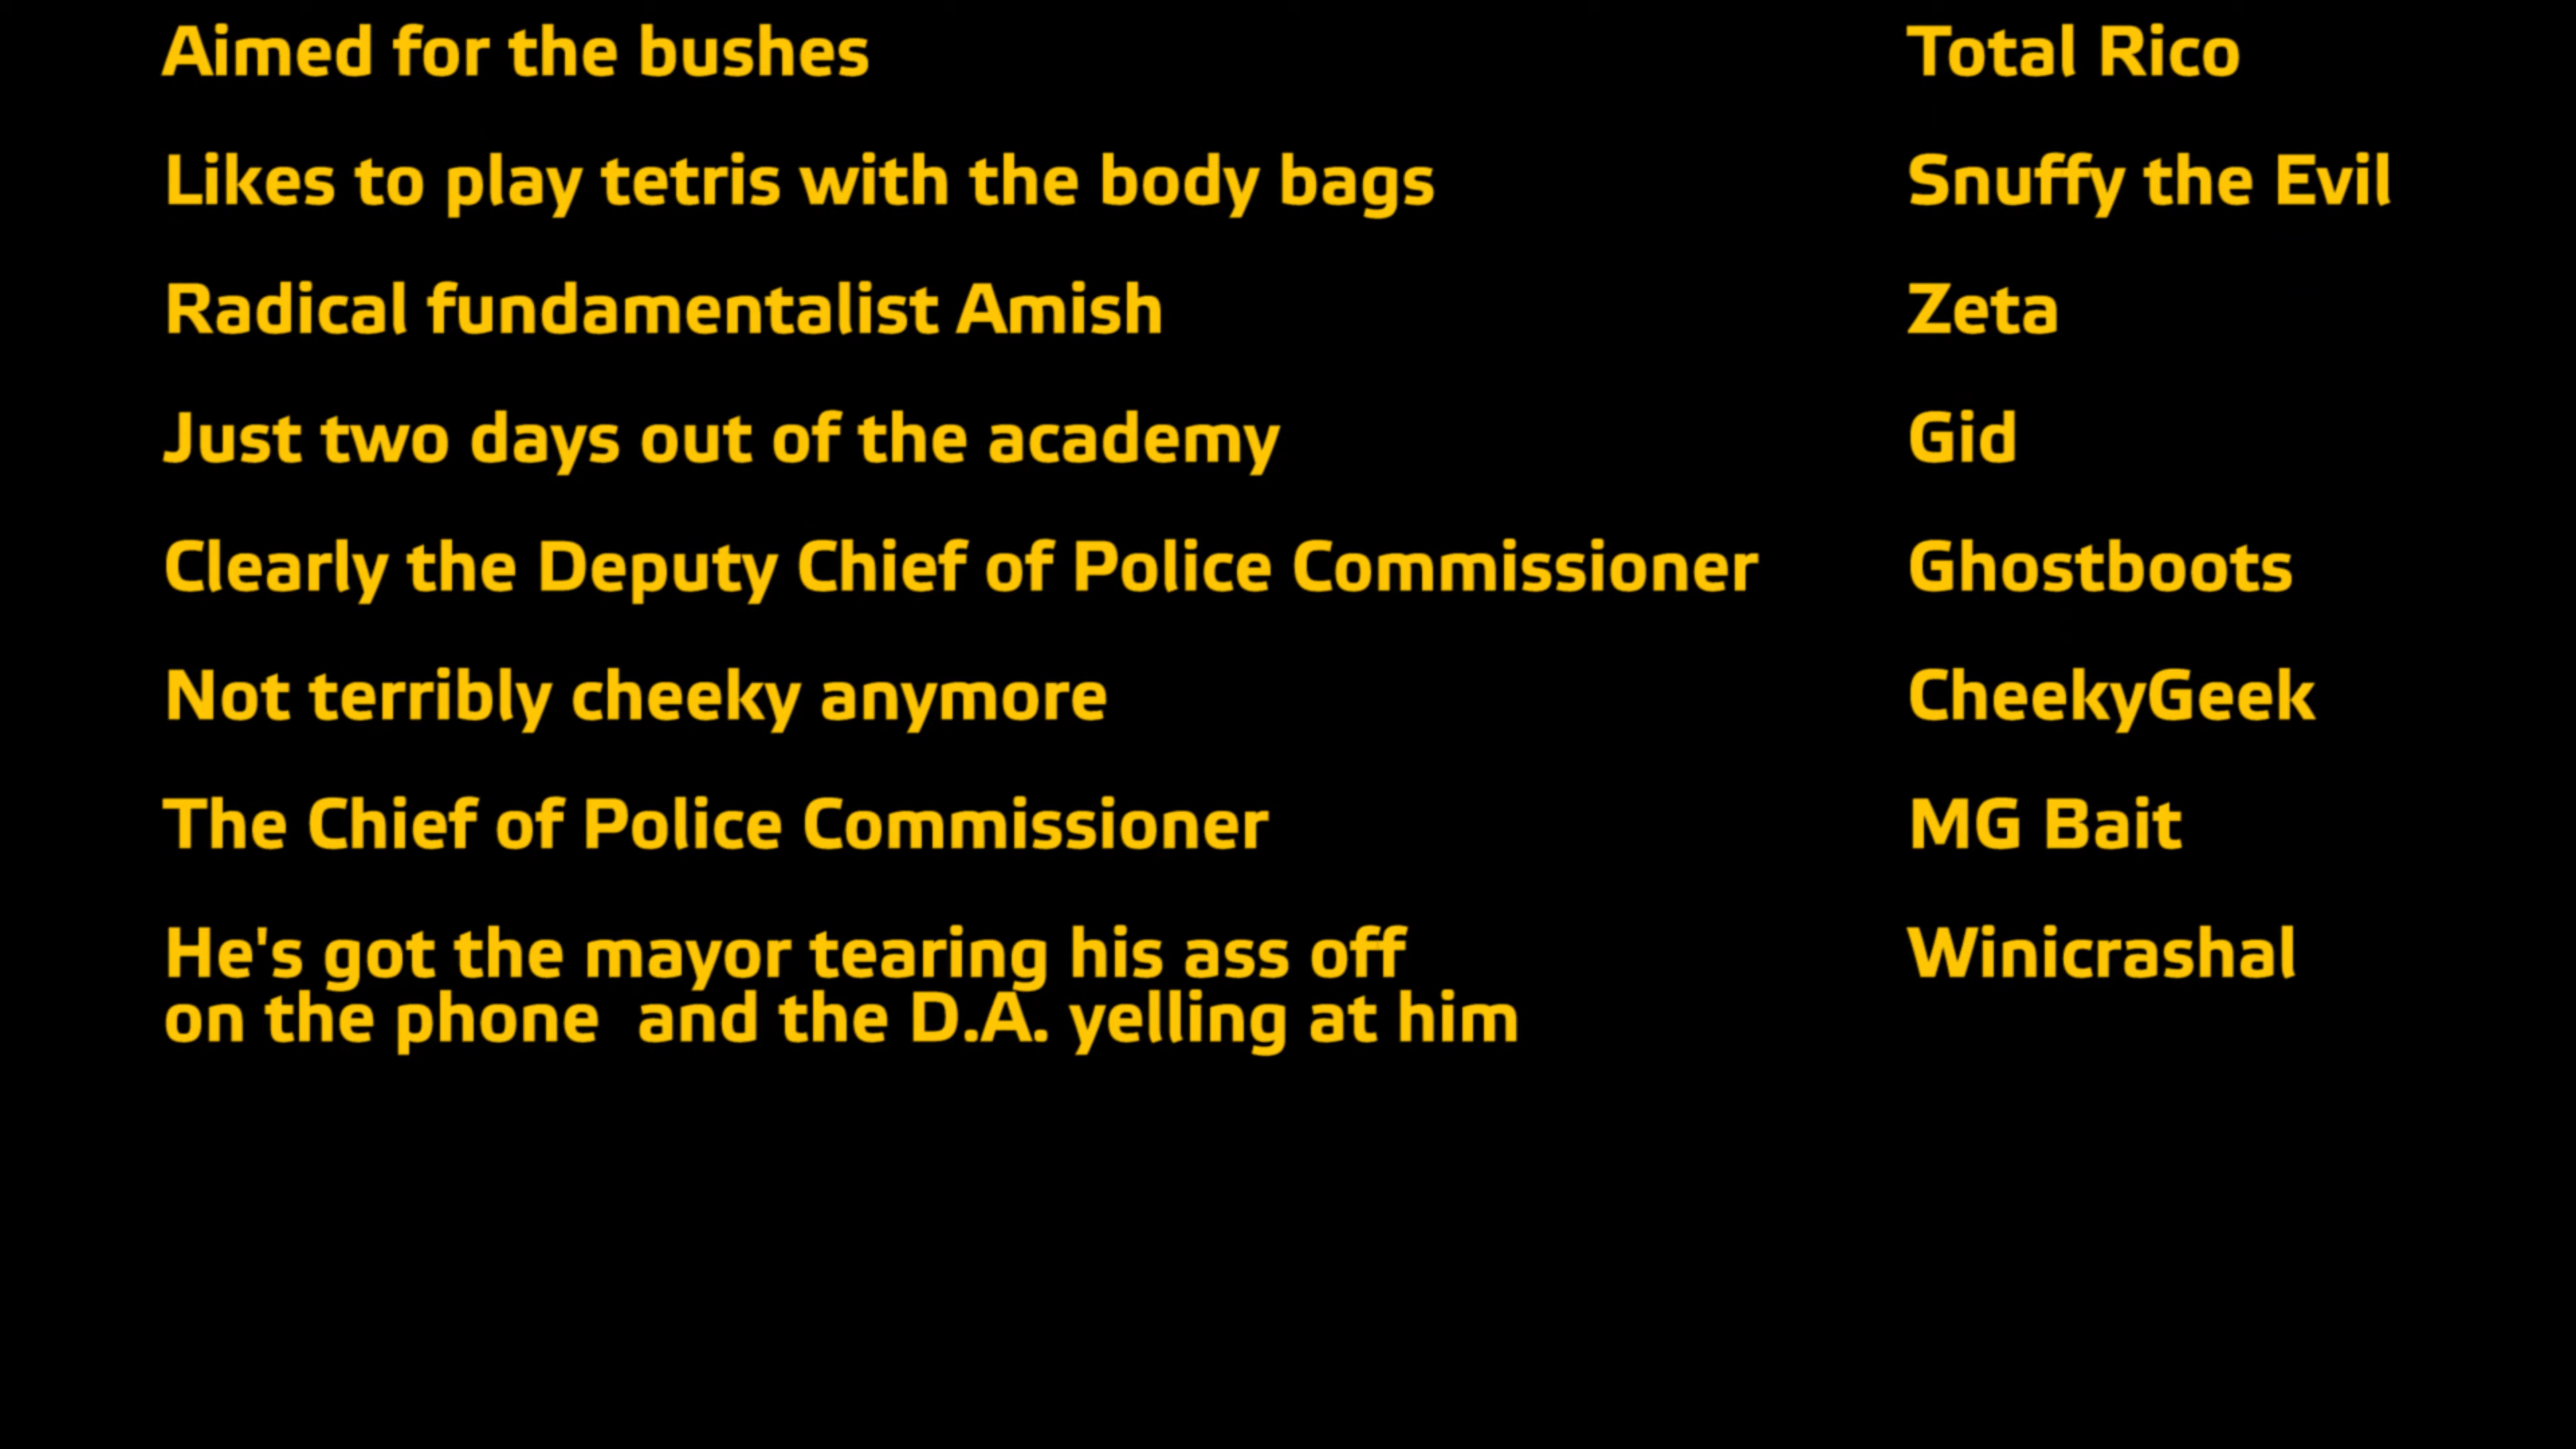 Aimed for the bushes Total Rico
Likes to play tetris with the body bags Snuffy the Evil
Radical fundamentalist Amish Zeta
Just two days out of the academy Gid
Clearly the Deputy Chief of Police Commissioner Ghostboots
Not terribly cheeky anymore CheekyGeek
The Chief of Police Commissioner MG Bait
He's got the mayor tearing his ass off Winicrashal
on the phone  and the D.A. yelling at him